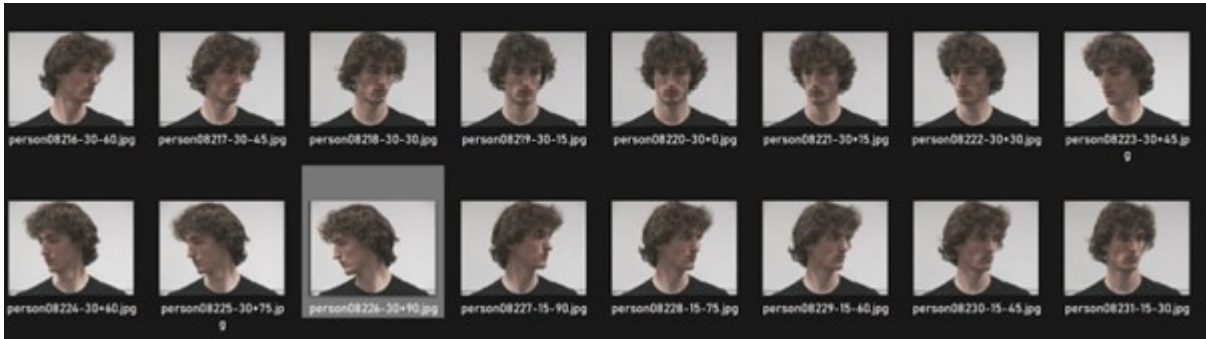 person08216-30-60.jpg
person08217-30-45.jpg
person08218-30-30.jpg
person08219-30-15.jpg
person08220-30+0.jpg
person08221-30+15.jpg
person08222-30+30.jpg
person08223-30+45.jp
g
person08224-30+60.jpg
person08225-30+75.jp
g
person08226-30+90.jpg
person08227-15-90.jpg
person08228-15-75.jpg
person08229-15-60.jpg
person08230-15-45.jpg
person08231-15-30.jpg